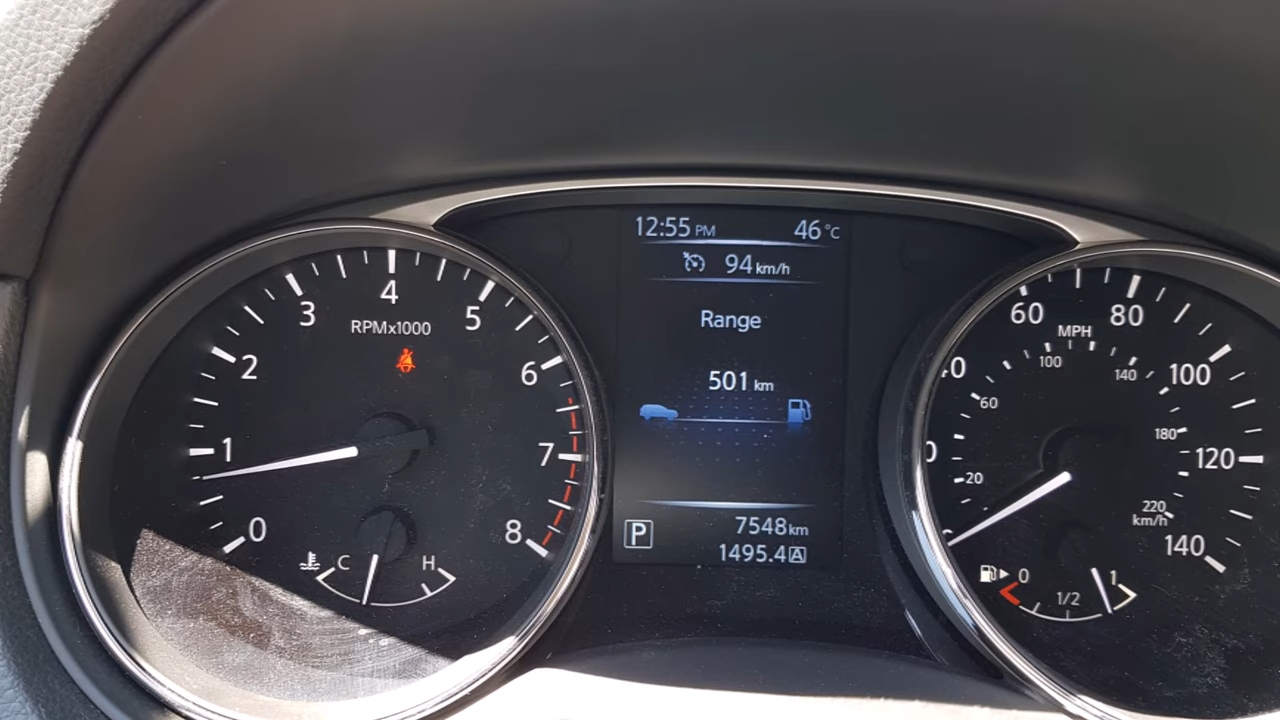 12:55 PM 46°C
94 km/h
Range
501 km
P 7548 km
1495.4 A
0 1 2 3 4 5 6 7 8
RPMx1000
C H
60 80 100 120 140
MPH
20 60 100 140 180 220
km/h
0 1/2 1